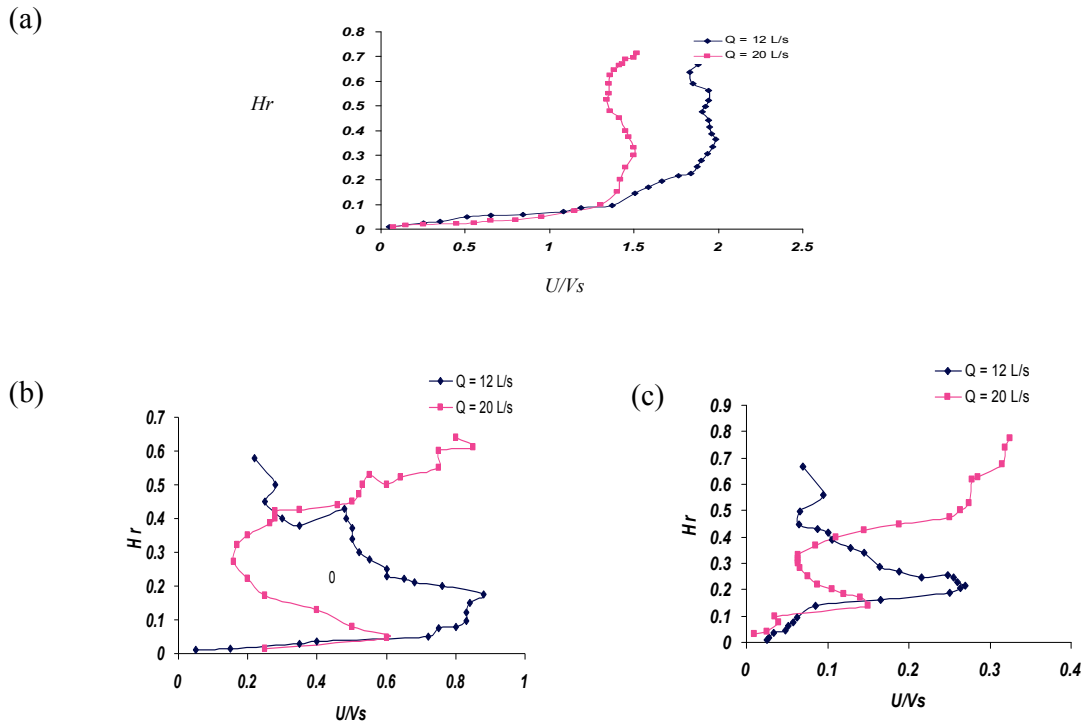 (a)
0.8
0.7
0.6
0.5
0.4
0.3
0.2
0.1
0
Hr
Q = 12 L/s
Q = 20 L/s
0 0.5 1 1.5 2 2.5
U/Vs
(b)
Q = 12 L/s
Q = 20 L/s
0.7
0.6
0.5
0.4
0.3
0.2
0.1
0
Hr
0
0 0.2 0.4 0.6 0.8 1
U/Vs
(c)
Q = 12 L/s
Q = 20 L/s
0.9
0.8
0.7
0.6
0.5
0.4
0.3
0.2
0.1
0
Hr
0 0.1 0.2 0.3 0.4
U/Vs